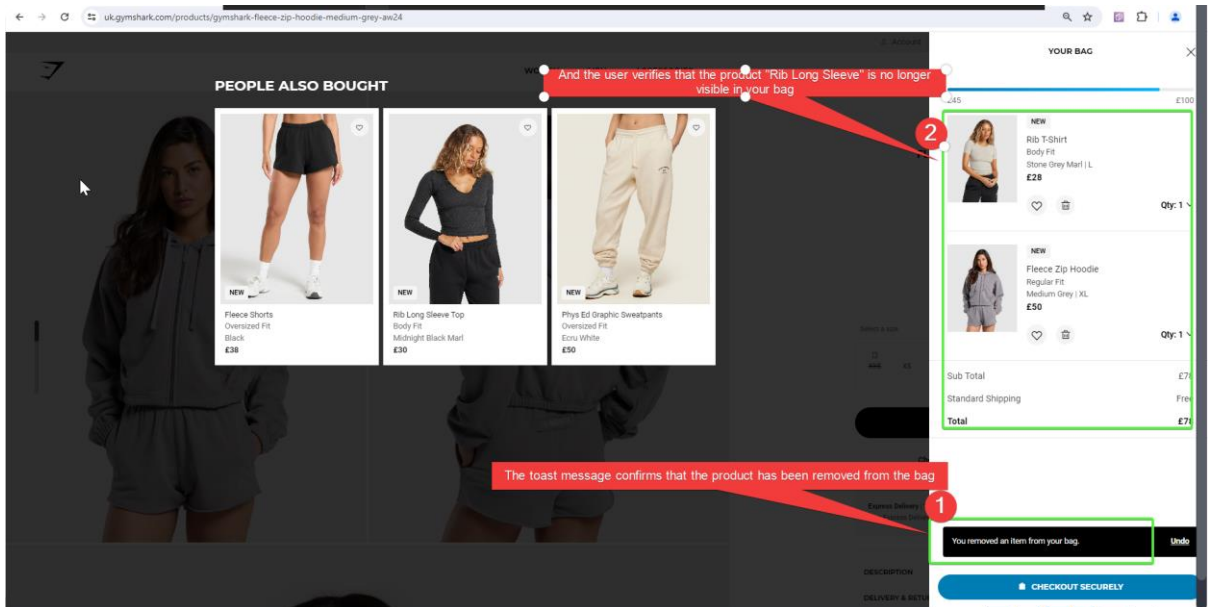 uk.gymshark.com/products/gymshark-fleece-zip-hoodie-medium-grey-aw24
PEOPLE ALSO BOUGHT
NEW
Fleece Shorts
Oversized Fit
Black
£38
NEW
Rib Long Sleeve Top
Body Fit
Midnight Black Marl
£30
NEW
Phys Ed Graphic Sweatpants
Oversized Fit
Ecru White
£50
And the user verifies that the product "Rib Long Sleeve" is no longer
visible in your bag
Select a size
XS
The toast message confirms that the product has been removed from the bag
Express Delivery
DESCRIPTION
YOUR BAG
£45
£100
2
NEW
Rib T-Shirt
Body Fit
Stone Grey Marl | L
£28
Qty: 1
NEW
Fleece Zip Hoodie
Regular Fit
Medium Grey | XL
£50
Qty: 1
Sub Total
Standard Shipping
Total
1
You removed an item from your bag.
Undo
CHECKOUT SECURELY